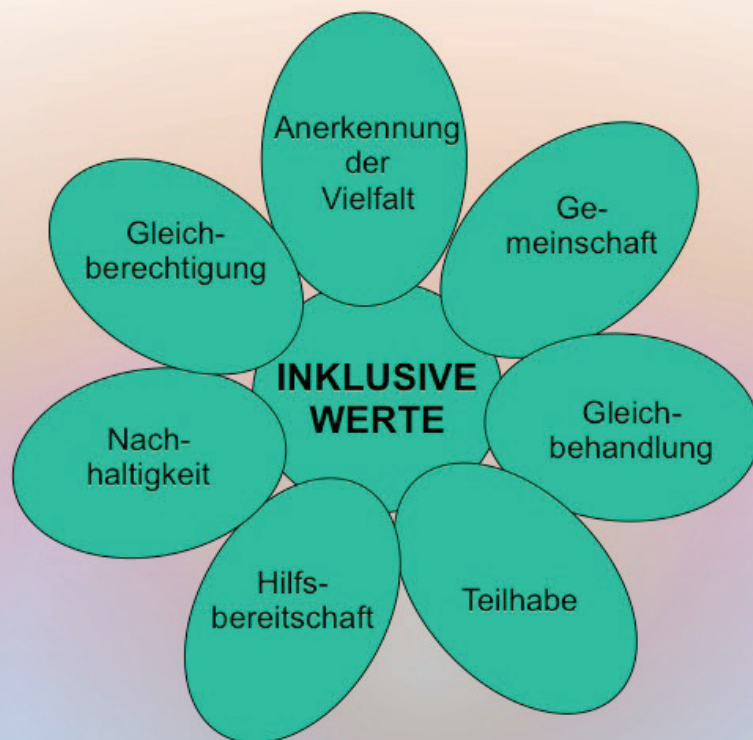 Anerkennung
der
Vielfalt
Ge-
meinschaft
Gleich-
behandlung
Teilhabe
Hilfs-
bereitschaft
Nach-
haltigkeit
Gleich-
berechtigung
INKLUSIVE
WERTE